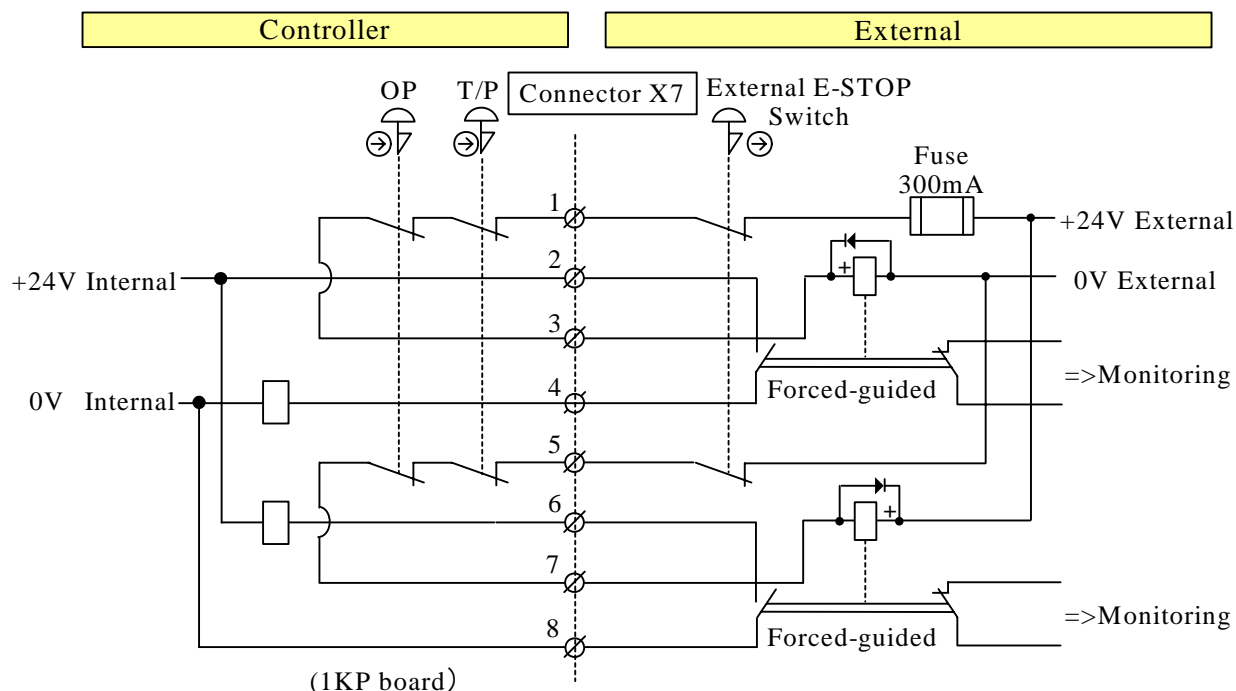 Controller
External
OP
T/P
Connector X7
External E-STOP
Switch
Fuse
300mA
1
+24V External
2
+24V Internal
+
0V External
3
=>Monitoring
4
0V Internal
Forced-guided
5
6
+
7
=>Monitoring
8
Forced-guided
(1KP board)